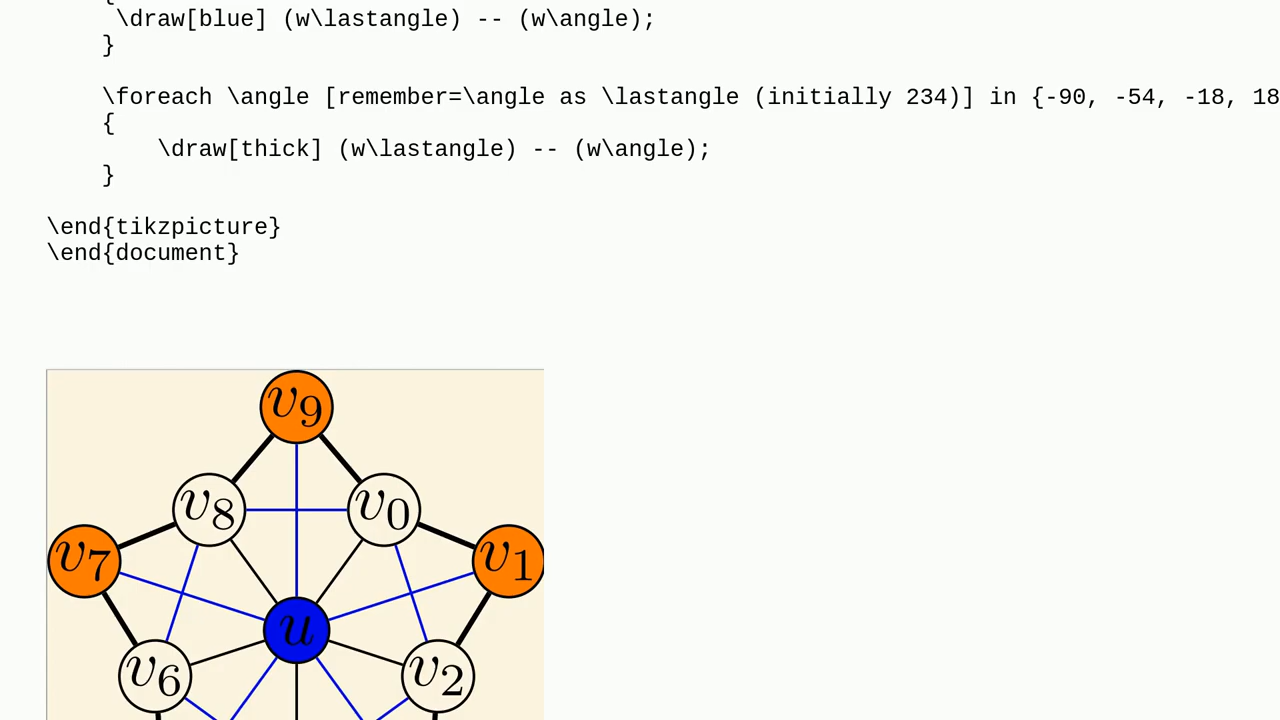 {
\draw[blue] (w\lastangle) -- (w\angle);
}
\foreach \angle [remember=\angle as \lastangle (initially 234)] in {-90, -54, -18, 18
{
\draw[thick] (w\lastangle) -- (w\angle);
}
\end{tikzpicture}
\end{document}
v9
v8 v0
v7 v1
u
v6 v2